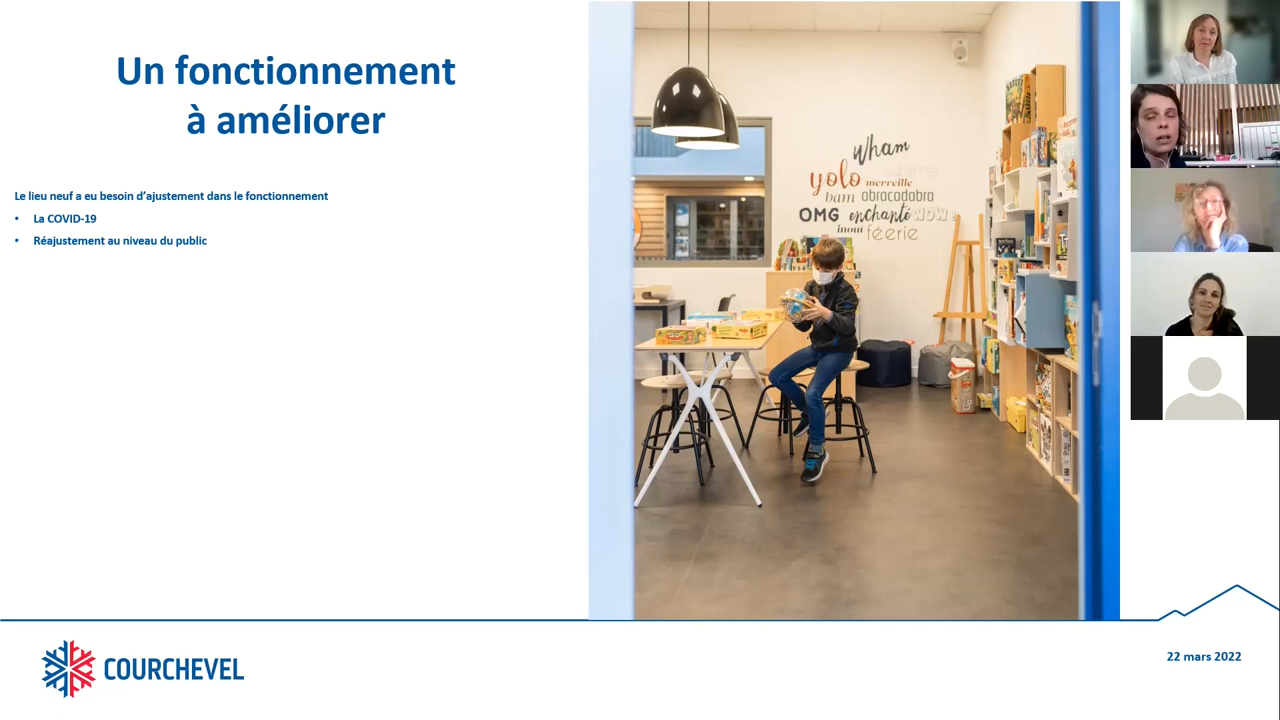 Un fonctionnement
à améliorer
Le lieu neuf a eu besoin d’ajustement dans le fonctionnement
• La COVID-19
• Réajustement au niveau du public
wham
yolo
merveille
bam abracadabra
OMG enchanté WOW !
inouï féerie
COURCHEVEL
22 mars 2022